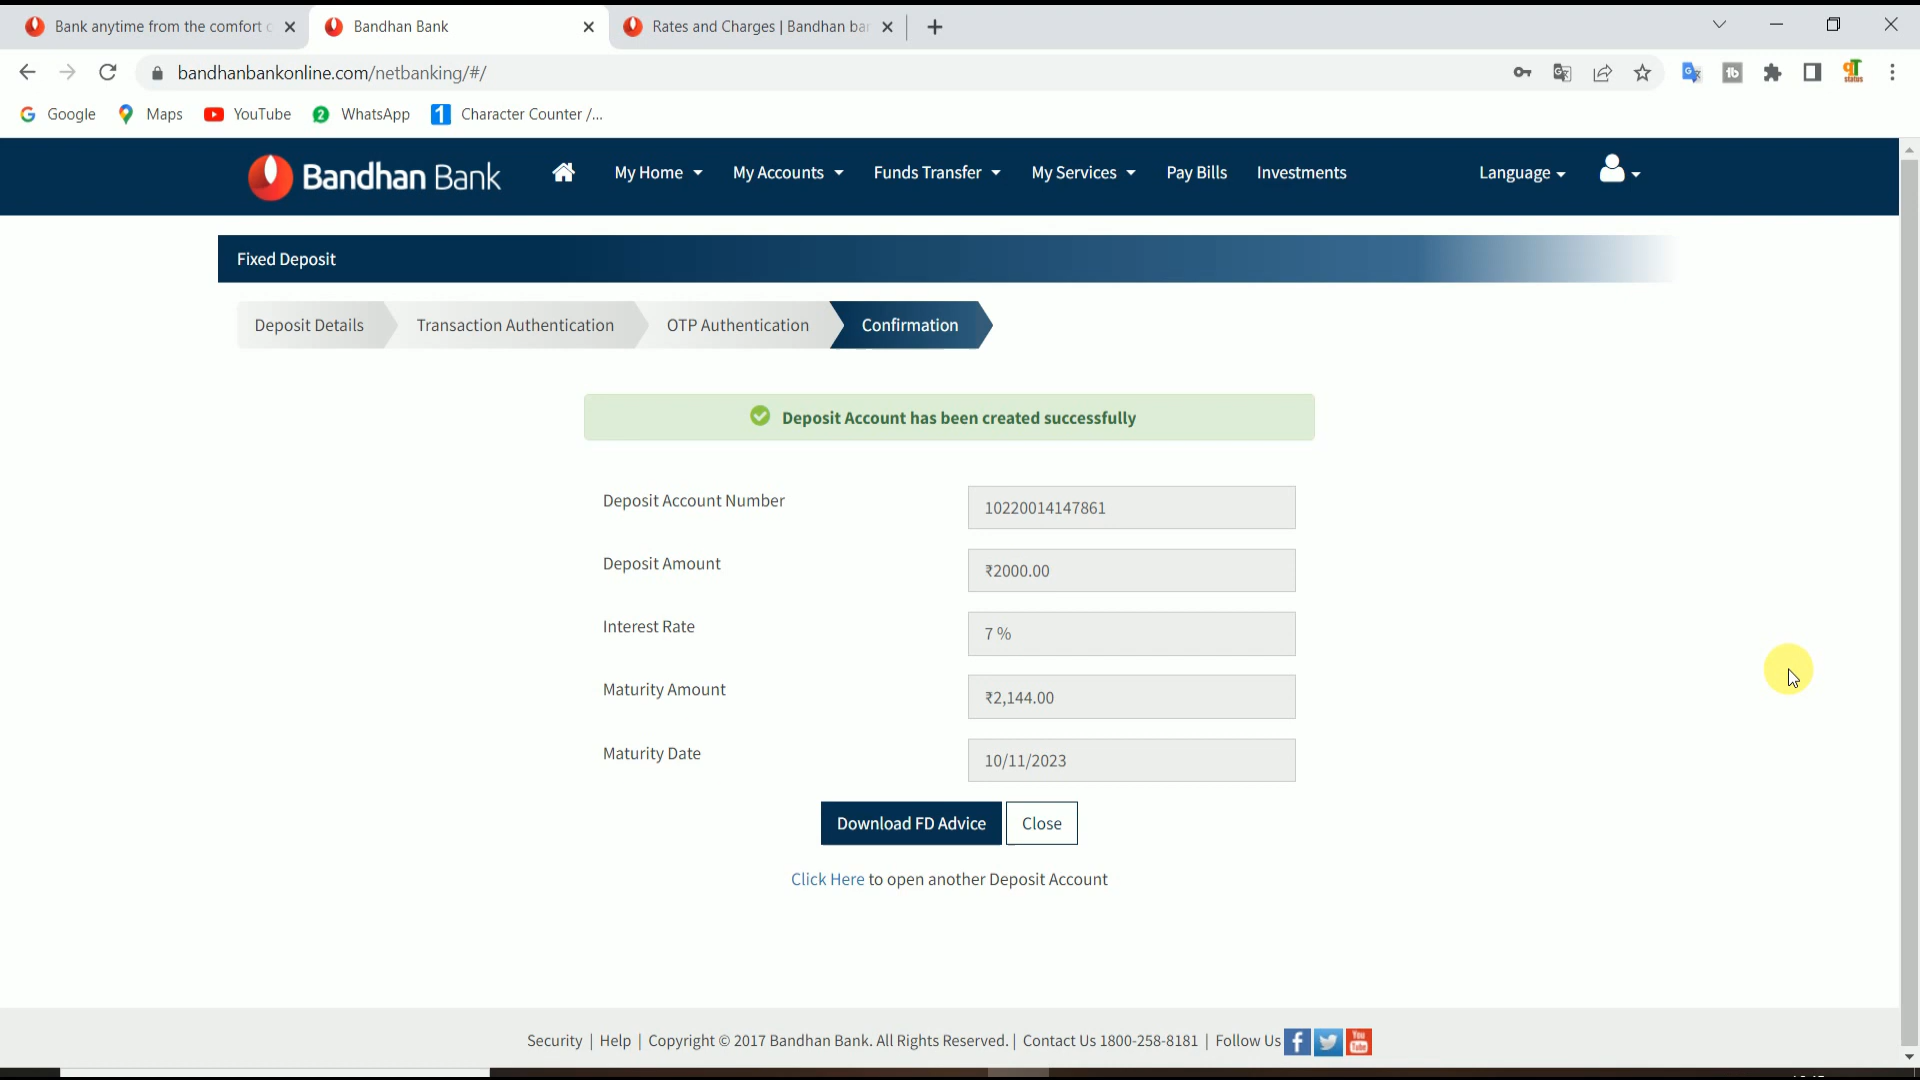 Bank anytime from the comfort o
Bandhan Bank
Rates and Charges | Bandhan bar
bandhanbankonline.com/netbanking/#/
Google
Maps
YouTube
2
WhatsApp
1
Character Counter /...
Bandhan Bank
My Home
My Accounts
Funds Transfer
My Services
Pay Bills
Investments
Language
Fixed Deposit
Deposit Details
Transaction Authentication
OTP Authentication
Confirmation
Deposit Account has been created successfully
Deposit Account Number
10220014147861
Deposit Amount
₹2000.00
Interest Rate
7 %
Maturity Amount
₹2,144.00
Maturity Date
10/11/2023
Download FD Advice
Close
Click Here to open another Deposit Account
Security | Help | Copyright © 2017 Bandhan Bank. All Rights Reserved. | Contact Us 1800-258-8181 | Follow Us